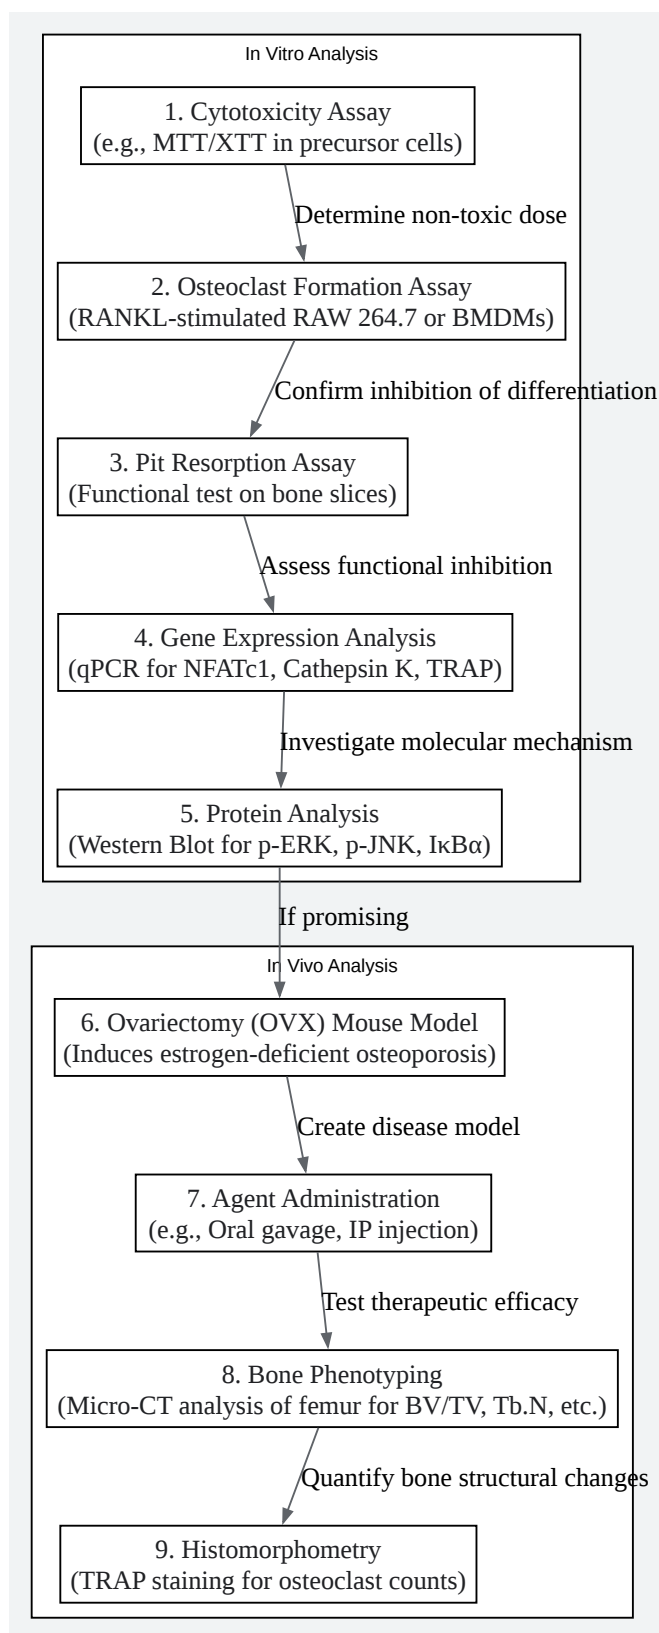 In Vitro Analysis
1. Cytotoxicity Assay
(e.g., MTT/XTT in precursor cells)
Determine non-toxic dose
2. Osteoclast Formation Assay
(RANKL-stimulated RAW 264.7 or BMDMs)
Confirm inhibition of differentiation
3. Pit Resorption Assay
(Functional test on bone slices)
Assess functional inhibition
4. Gene Expression Analysis
(qPCR for NFATc1, Cathepsin K, TRAP)
Investigate molecular mechanism
5. Protein Analysis
(Western Blot for p-ERK, p-JNK, IκBα)
If promising
In Vivo Analysis
6. Ovariectomy (OVX) Mouse Model
(Induces estrogen-deficient osteoporosis)
Create disease model
7. Agent Administration
(e.g., Oral gavage, IP injection)
Test therapeutic efficacy
8. Bone Phenotyping
(Micro-CT analysis of femur for BV/TV, Tb.N, etc.)
Quantify bone structural changes
9. Histomorphometry
(TRAP staining for osteoclast counts)